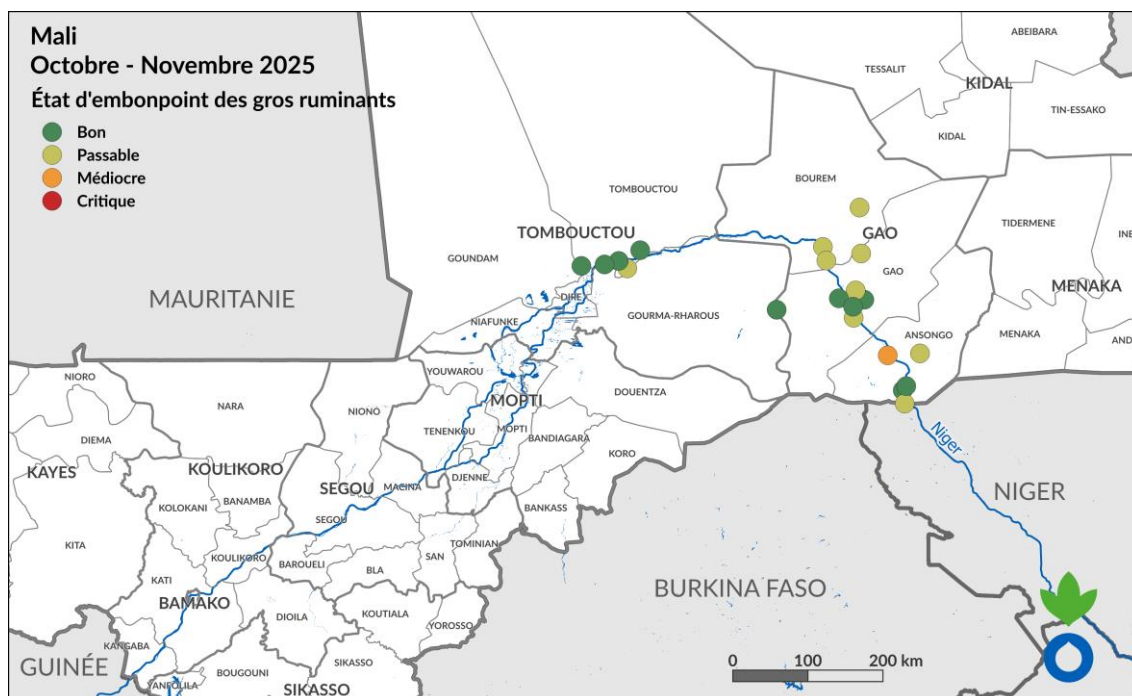 Mali
Octobre - Novembre 2025
État d'embonpoint des gros ruminants
Bon
Passable
Médiocre
Critique
ABEIBARA
TESSALIT
KIDAL
TIN-ESSAKO
KIDAL
BOUREM
TOMBOUCTOU
TIDERMENE
TOMBOUCTOU
GAO
INE
GOUNDAM
GAO
MENAKA
MAURITANIE
DIRE
GOURMA-RHAROUS
NIAFUNKE
ANSONGO
MENAKA
AND
YOUWAROU
NIORO
DOUENTZA
NARA
NIONO
MOPTI
TENENKOU
MOPTI
BANDIAGARA
Niger
DIEMA
KORO
KAYES
KOULIKORO
DJENNE
SEGOU
MACINA
NIGER
BANAMBA
KOLOKANI
BANKASS
SEGOU
KITA
TOMINIAN
KOULIKORO
SAN
BAROUELI
BLA
KATI
BURKINA FASO
BAMAKO
DIOILA
KOUTIALA
YOROSSO
KANGABA
GUINÉE
SIKASSO
BOUGOUNI
0 100 200 km
YANFOLILA
SIKASSO